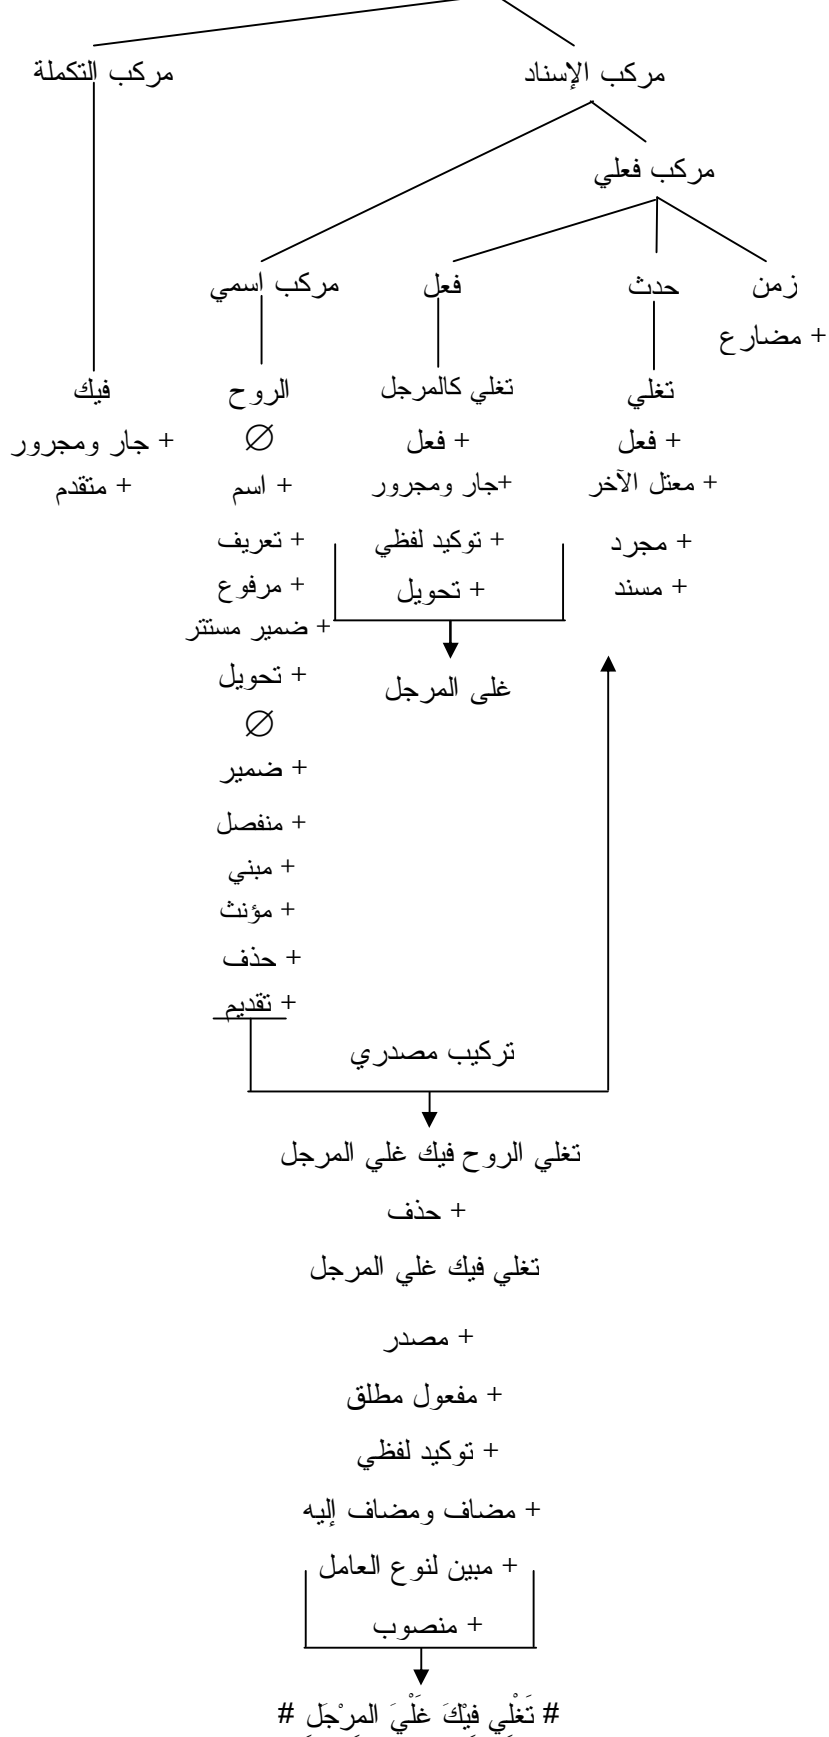 مركب الإسناد
مركب التكملة
مركب فعلي
زمن
حدث
فعل
مركب اسمي
+ مضارع
تغلي
تغلي كالمرجل
الروح
فيك
+ فعل
+ فعل
∅
+ جار ومجرور
+ معتل الآخر
+جار ومجرور
+ اسم
+ متقدم
+ مجرد
+ توكيد لفظي
+ تعريف
+ مسند
+ تحويل
+ مرفوع
+ ضمير مستتر
+ تحويل
غلى المرجل
∅
+ ضمير
+ منفصل
+ مبني
+ مؤنث
+ حذف
+ تقديم
تركيب مصدري
تغلي الروح فيك غلي المرجل
+ حذف
تغلي فيك غلي المرجل
+ مصدر
+ مفعول مطلق
+ توكيد لفظي
+ مضاف ومضاف إليه
+ مبين لنوع العامل
+ منصوب
# تَغْلِي فِيْكَ غَلْيَ المِرْجَلِ #